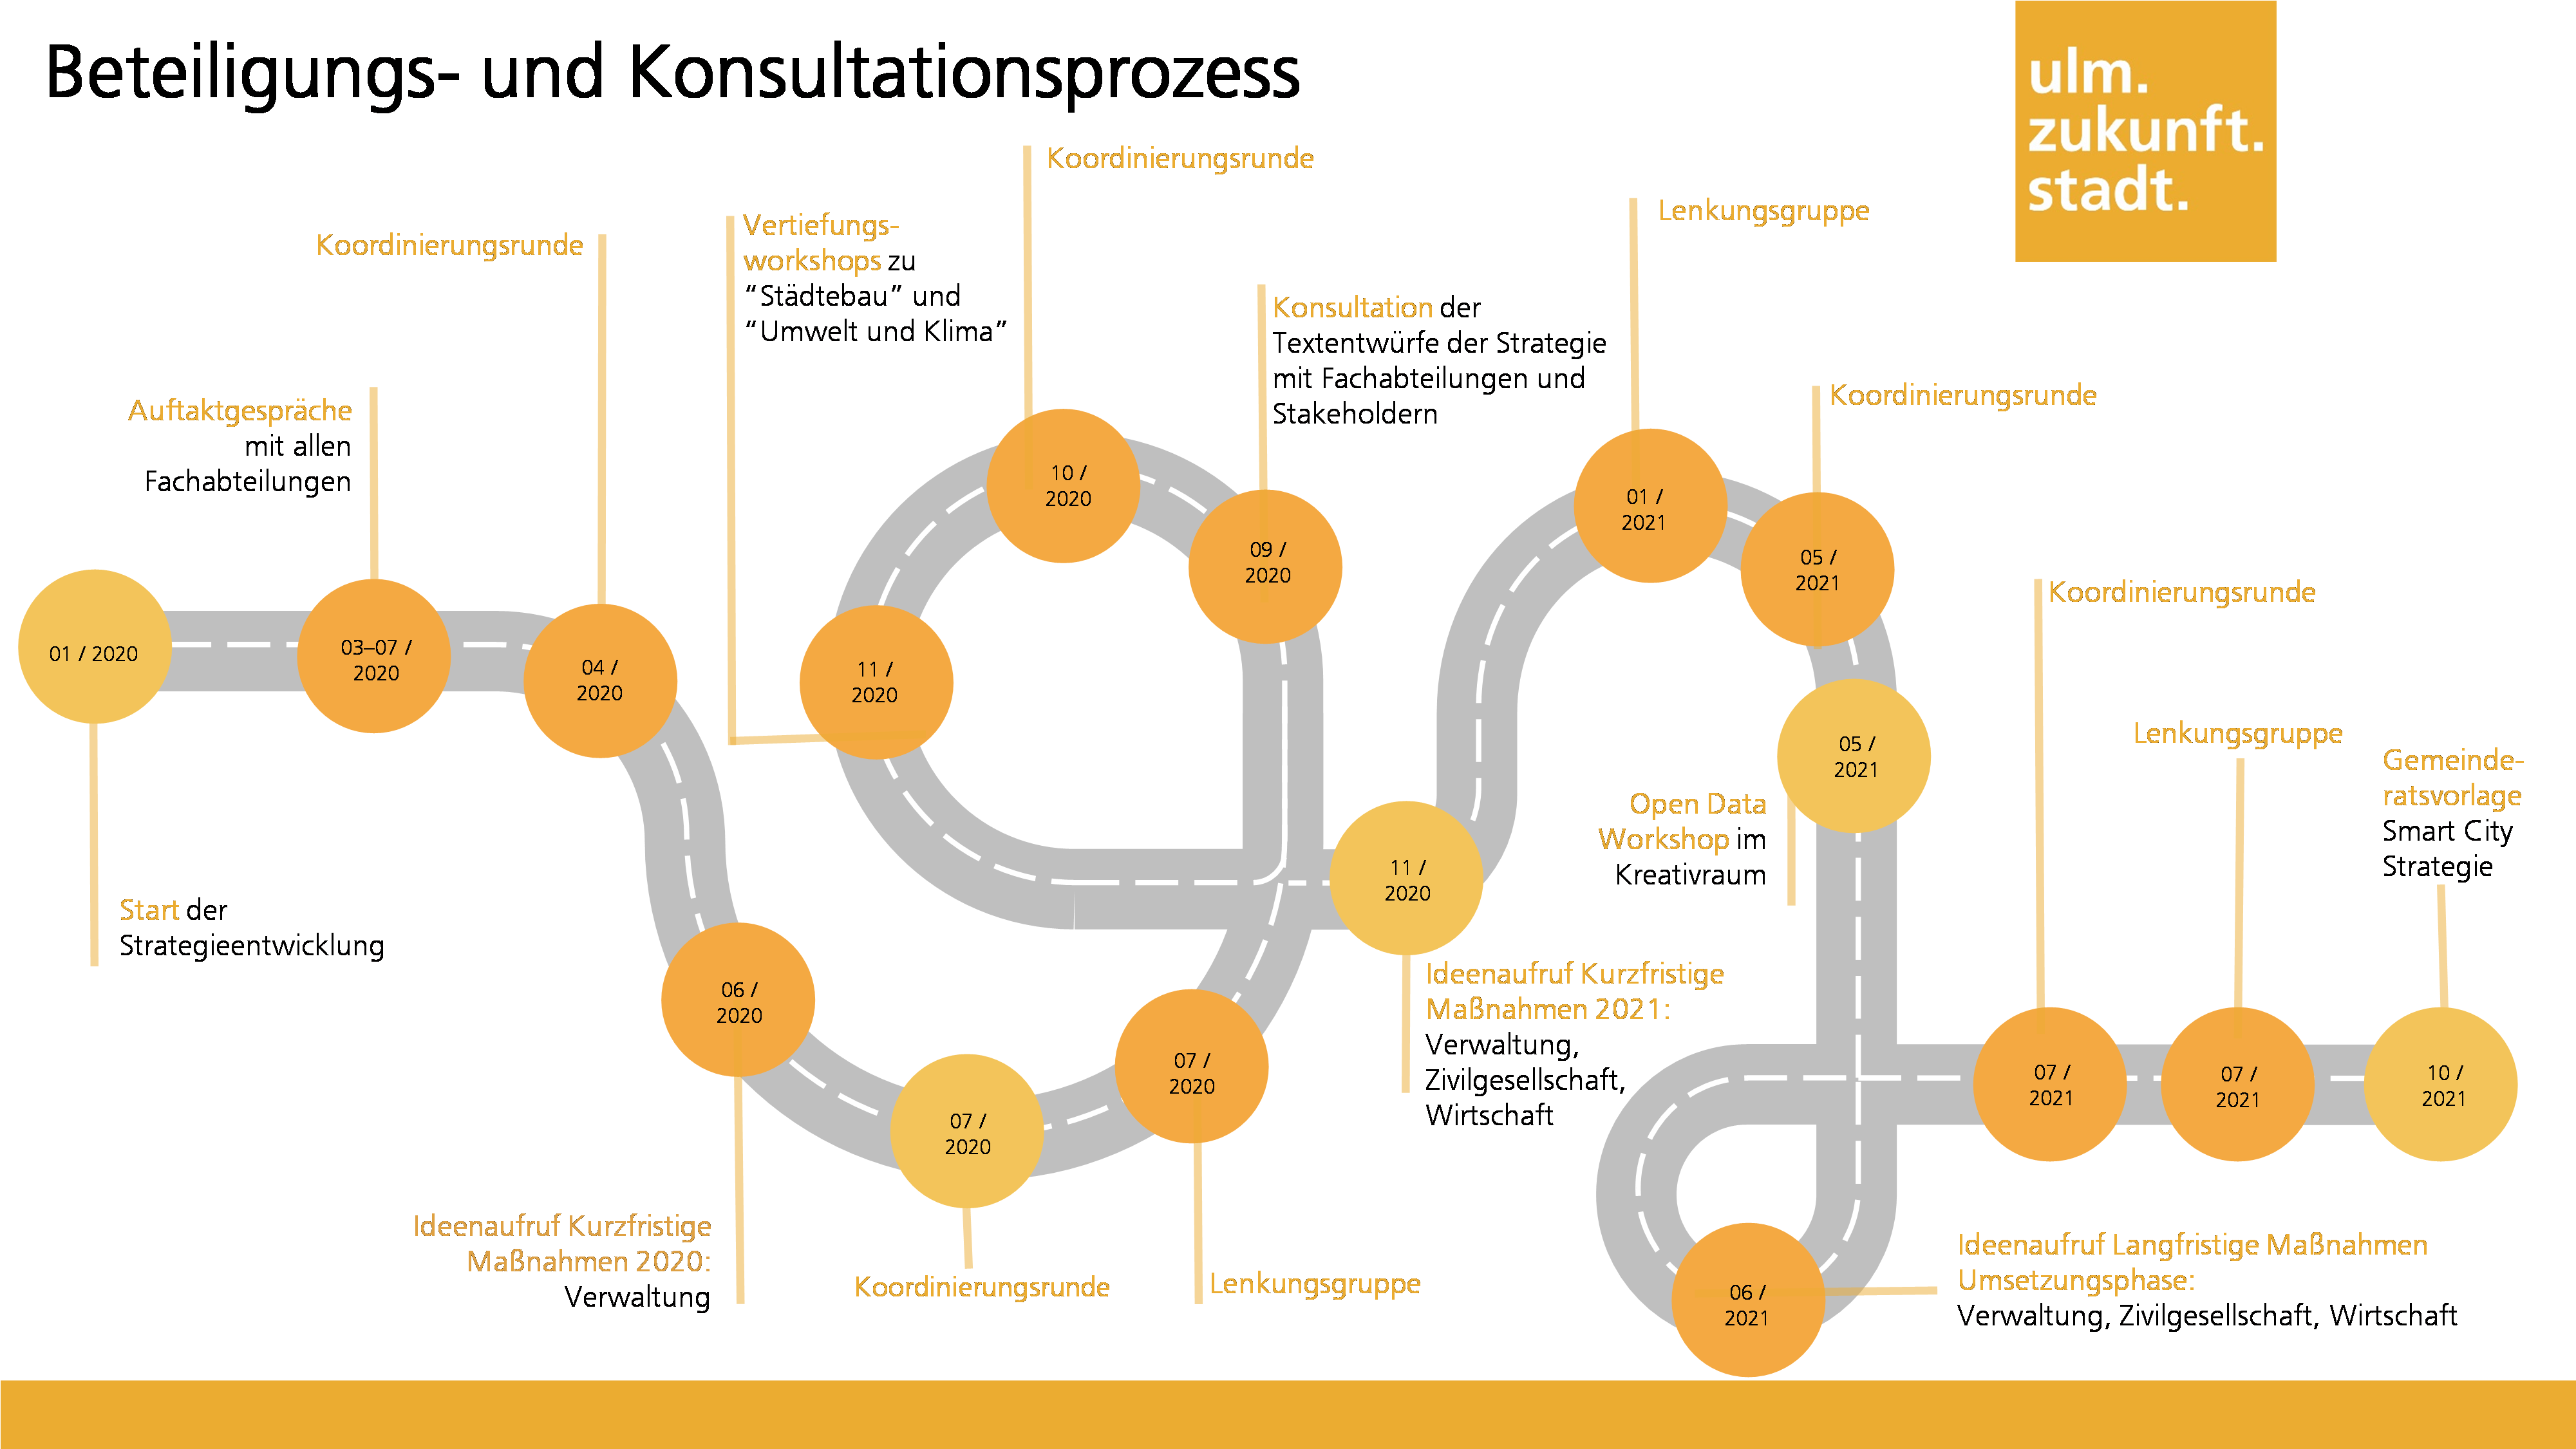 Beteiligungs- und Konsultationsprozess
ulm.
zukunft.
stadt.
01 / 2020
Start der
Strategieentwicklung
Auftaktgespräche
mit allen
Fachabteilungen
03–07 /
2020
Koordinierungsrunde
04 /
2020
06 /
2020
Ideenaufruf Kurzfristige
Maßnahmen 2020:
Verwaltung
07 /
2020
Koordinierungsrunde
07 /
2020
Lenkungsgruppe
Konsultation der
Textentwürfe der Strategie
mit Fachabteilungen und
Stakeholdern
09 /
2020
Koordinierungsrunde
10 /
2020
Vertiefungs-
workshops zu
“Städtebau” und
“Umwelt und Klima”
11 /
2020
11 /
2020
Ideenaufruf Kurzfristige
Maßnahmen 2021:
Verwaltung,
Zivilgesellschaft,
Wirtschaft
Lenkungsgruppe
01 /
2021
Koordinierungsrunde
05 /
2021
05 /
2021
Open Data
Workshop im
Kreativraum
06 /
2021
Ideenaufruf Langfristige Maßnahmen
Umsetzungsphase:
Verwaltung, Zivilgesellschaft, Wirtschaft
Koordinierungsrunde
07 /
2021
Lenkungsgruppe
07 /
2021
Gemeinde-
ratsvorlage
Smart City
Strategie
10 /
2021